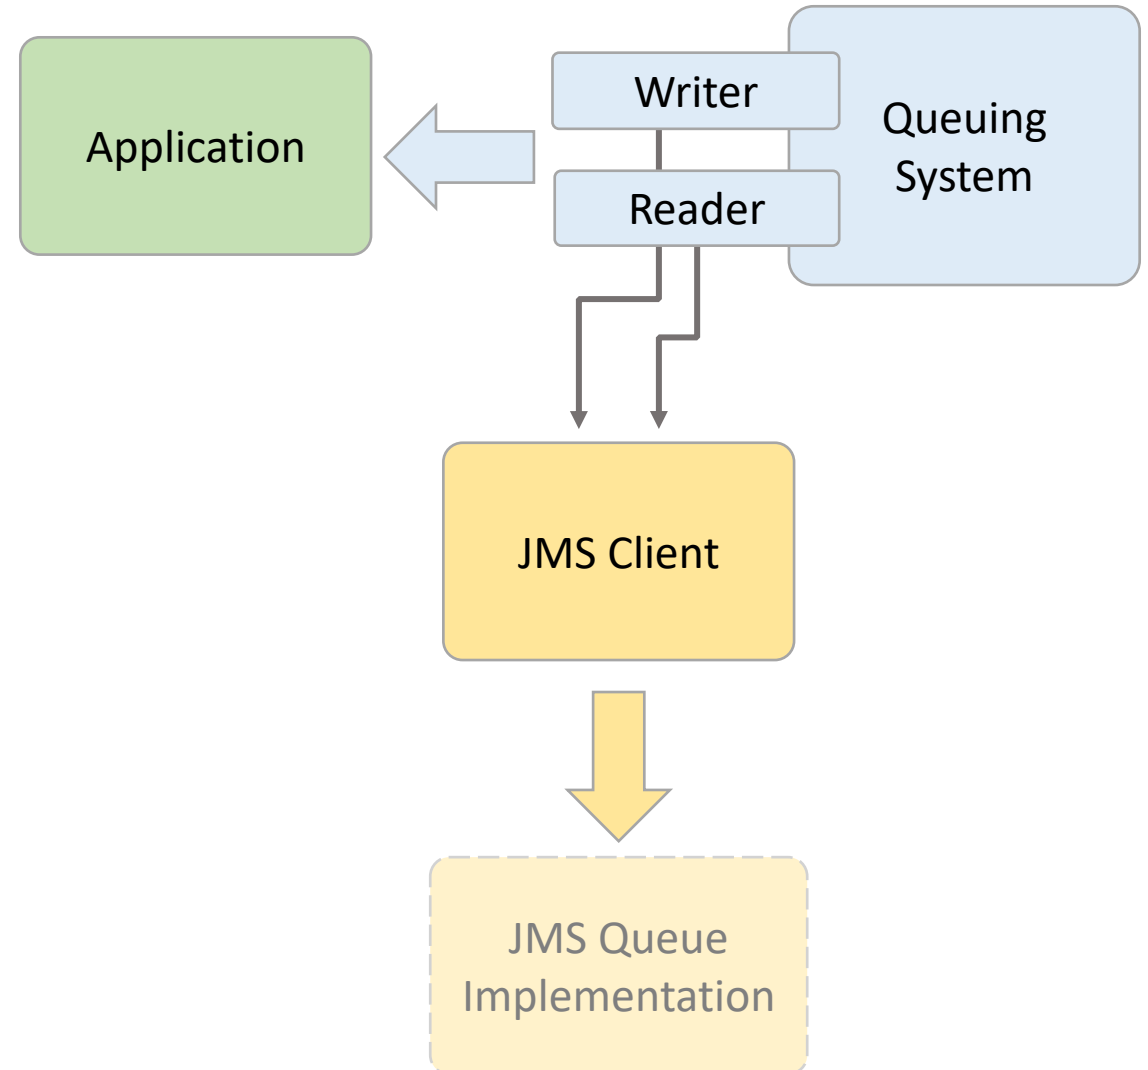 Application
Writer
Reader
Queuing
System
JMS Client
JMS Queue
Implementation